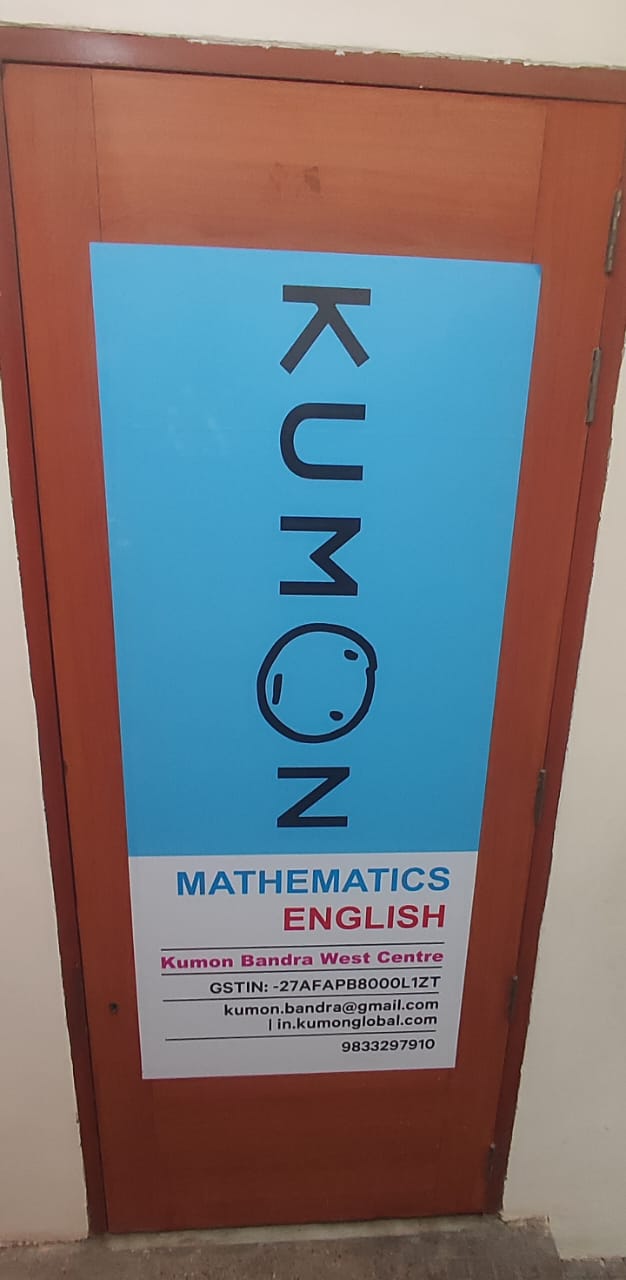 KUMON
MATHEMATICS
ENGLISH
Kumon Bandra West Centre
GSTIN: -27AFAPB8000L1ZT
kumon.bandra@gmail.com
| in.kumonglobal.com
9833297910